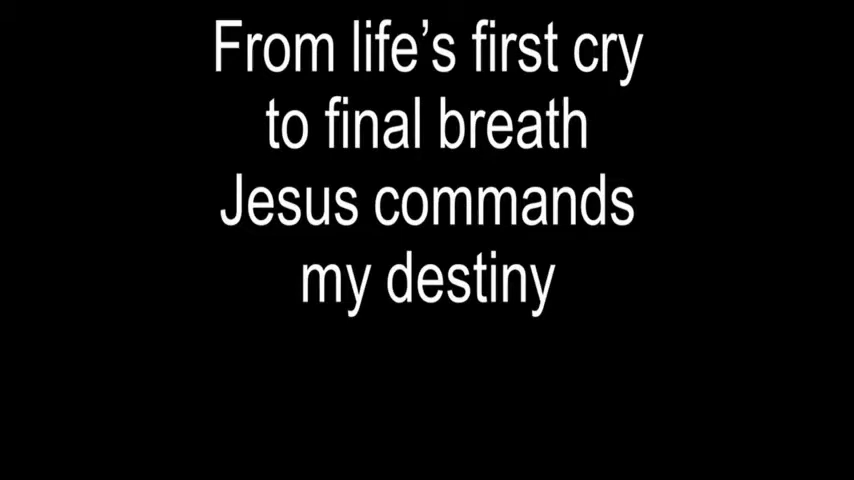 From life’s first cry
to final breath
Jesus commands
my destiny